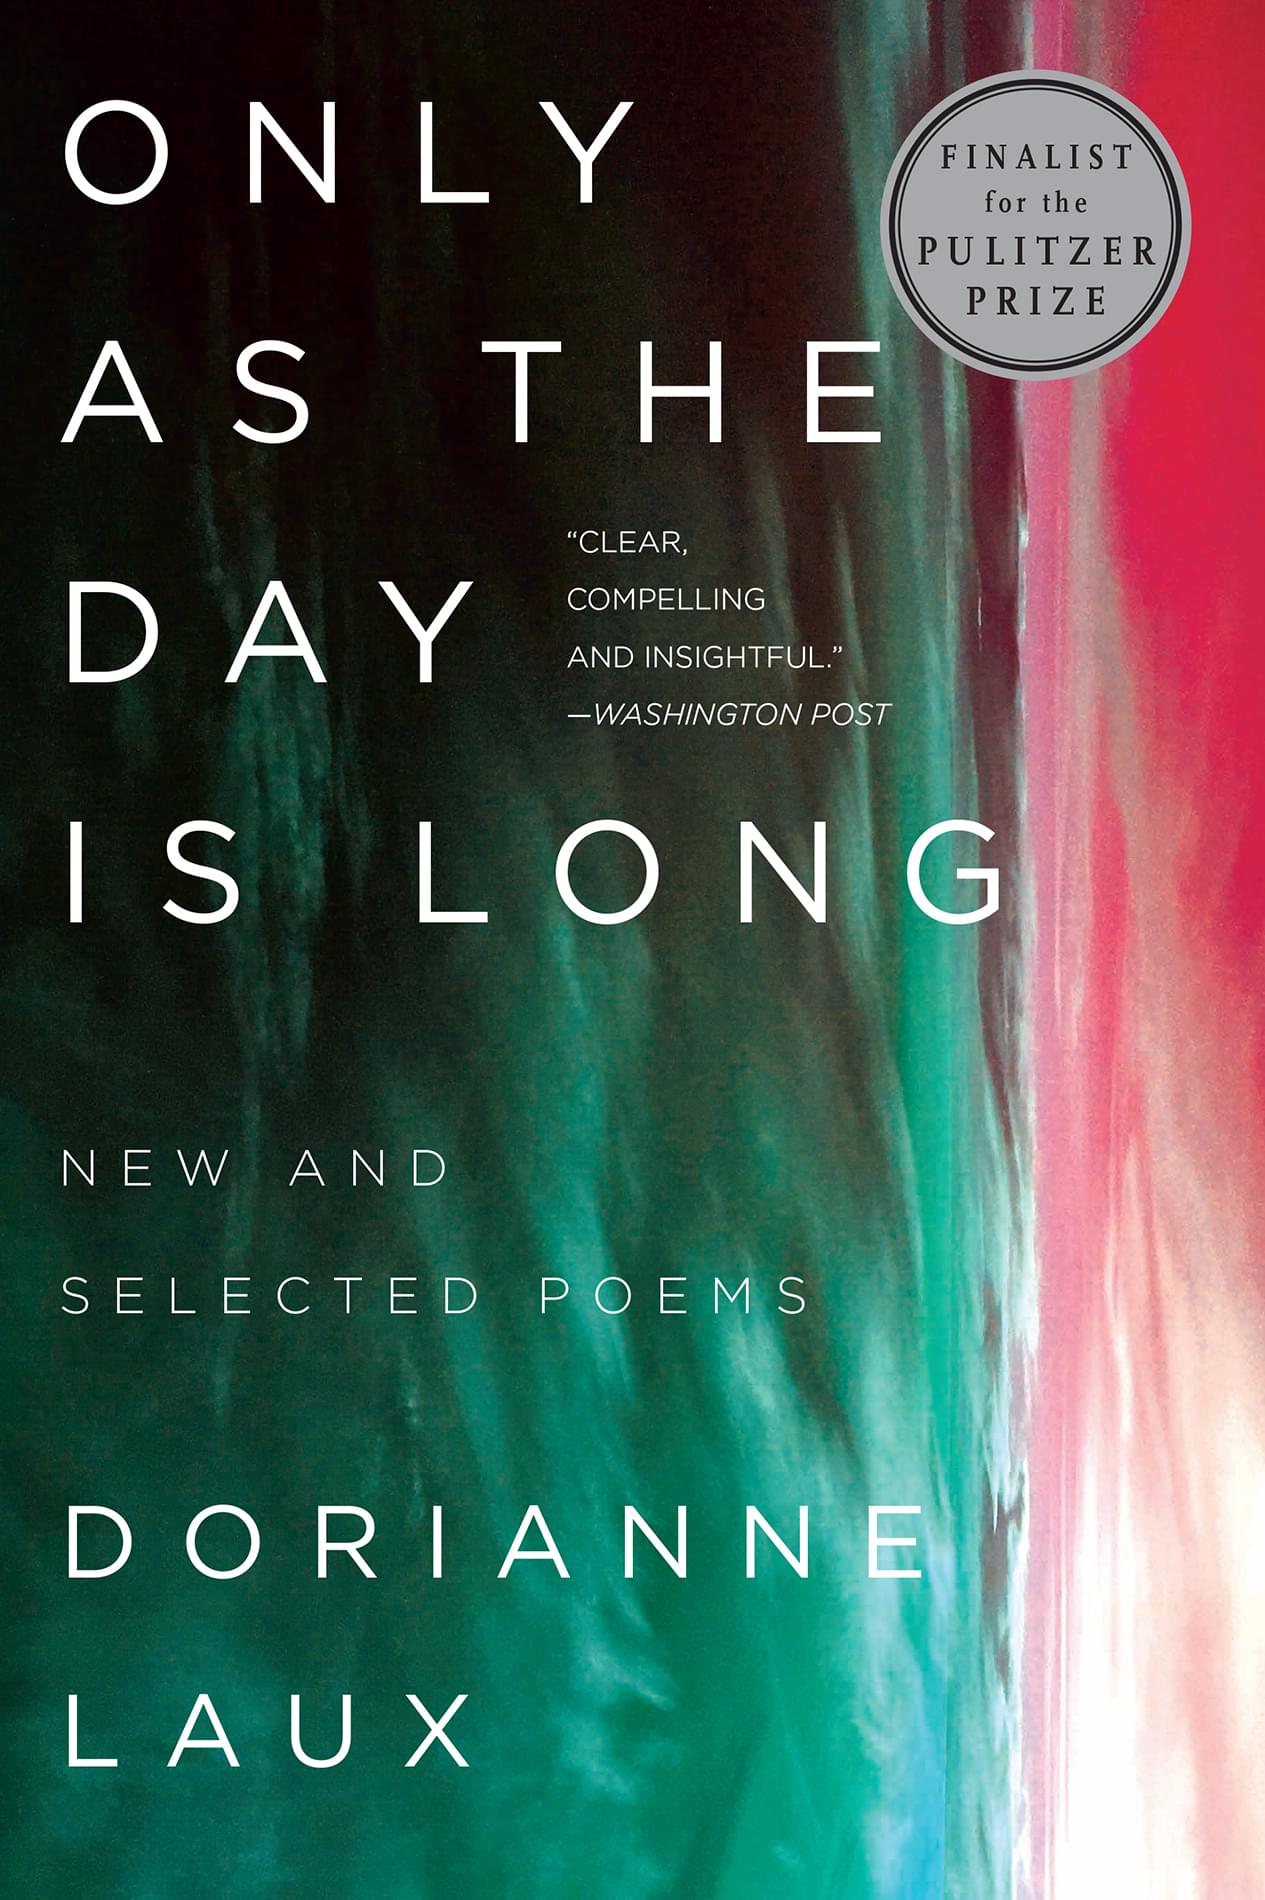 ONLY
AS THE
DAY
IS LONG
FINALIST
for the
PULITZER
PRIZE
“CLEAR,
COMPELLING
AND INSIGHTFUL.”
—WASHINGTON POST
NEW AND
SELECTED POEMS
DORIANNE
LAUX